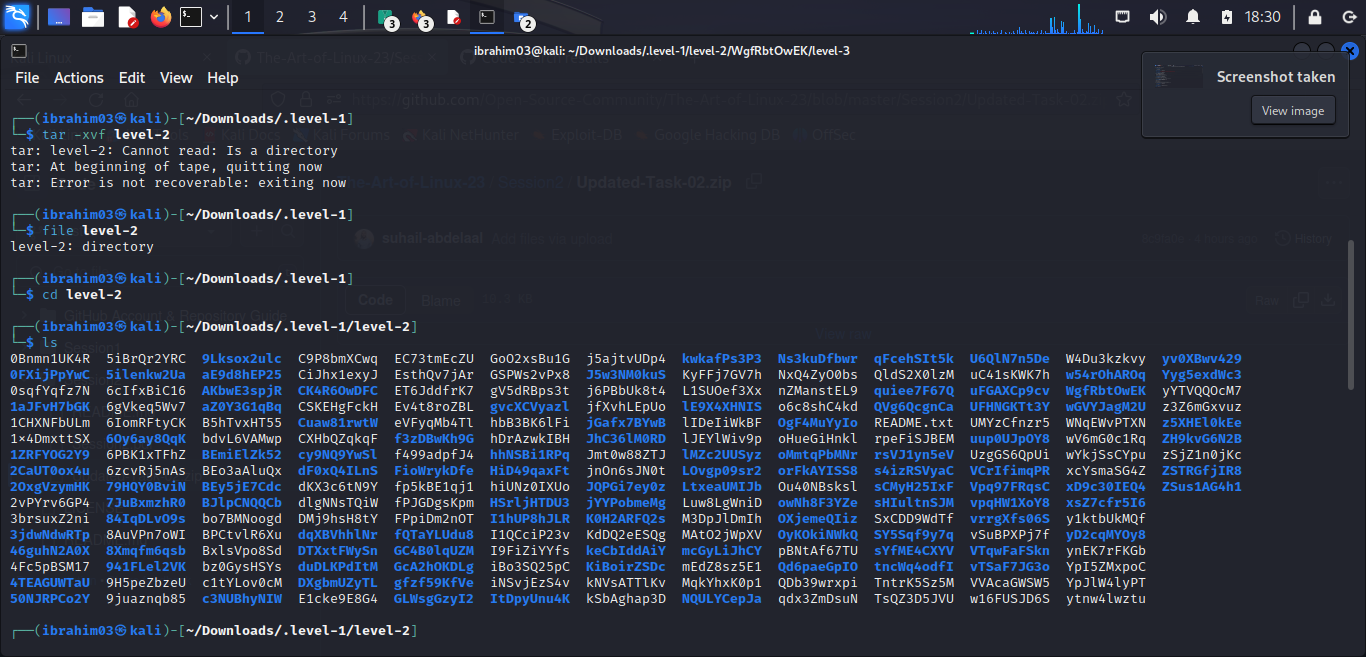 1 2 3 4 3 3 2 18:30
ibrahim03@kali: ~/Downloads/.level-1/level-2/WgfRbtOwEK/level-3
File Actions Edit View Help
Screenshot taken
View image
┌──(ibrahim03㉿kali)-[~/Downloads/.level-1]
└─$ tar -xvf level-2
tar: level-2: Cannot read: Is a directory
tar: At beginning of tape, quitting now
tar: Error is not recoverable: exiting now
┌──(ibrahim03㉿kali)-[~/Downloads/.level-1]
└─$ file level-2
level-2: directory
┌──(ibrahim03㉿kali)-[~/Downloads/.level-1]
└─$ cd level-2
┌──(ibrahim03㉿kali)-[~/Downloads/.level-1/level-2]
└─$ ls
0Bnmn1UK4R 5iBrQr2YRC 9Lksox2ulc C9P8bmXCwq EC73tmEcZU GoO2xsBu1G j5ajtvUDp4 kwkafPs3P3 Ns3kuDfbwr qFcehSIt5k U6QlN7n5De W4Du3kzkvy yv0XBwv429
0FXijPpYwC 5ilenkw2Ua aE9d8hEP25 CiJhx1exyJ EsthQv7jAr GSPWs2vPx8 J5w3NM0kuS KyFFj7GV7h NxQ4ZyO0bs QldS2X0lzM uC41sKWK7h w54rOhAROq Yyg5exdWc3
0sqfYqfz7N 6cIfxBiC16 AKbwE3spjR CK4R6OwDFC ET6JddfrK7 gV5dRBps3t j6PBbUk8t4 L1SUOef3Xx nZManstEL9 quiee7F67Q uFGAXCp9cv WgfRbtOwEK yYTVQQOcM7
1aJFvH7bGK 6gVkeq5Wv7 aZ0Y3G1qBq CSKEHgFckH Ev4t8roZBL gvcXCVyazl jfXvhLEpUo lE9X4XHNIS o6c8shC4kd QVg6QcgnCa UFHNGKTt3Y wGVYJagM2U z3Z6mGxvuz
1CHXNFbULm 6IomRFtyCK B5hTvxHT55 Cuaw81rwtW eVFyqMb4Tl hbB3BK6lFi jGafx7BYwB lIDeIiWkBF OgF4MuYyIo README.txt UMYzCfnzr5 WNqEWvPTXN z5XHEl0kEe
1×4DmxttSX 6Oy6ay8QqK bdvL6VAMwp CXHbQZqkqF f3zDBwKh9G hDrAzwkIBH JhC36lM0RD lJEYlWiv9p oHueGiHnkl rpeFiSJBEM uup0UJpOY8 wV6mG0c1Rq ZH9kvG6N2B
1ZRFYOG2Y9 6PBK1xTFhZ BEmiElZk52 cy9NQ9YwSl f499adpfJ4 hhNSBi1RPq Jmt0w88ZTJ lMZc2UUSyz oMmtqPbMNr rsVJ1yn5eV UzgGS6QpUi wYkjSsCYpu zSjZ1n0jKc
2CaUT0ox4u 6zcvRj5nAs BEo3aAluQx dF0xQ4ILnS FioWrykDfe HiD49qaxFt jnOn6sJN0t LOvgp09sr2 orFkAYISS8 s4izRSVyaC VCrIfimqPR xcYsmaSG4Z ZSTRGfjIR8
2OxgVzymHK 79HQY0BviN BEy5jE7Cdc dKX3c6tN9Y fp5kBE1qj1 hiUNz0IXUo JQPGi7ey0z LtxeaUMIJb Ou40NBsksl sCMyH25IxF Vpq97FRqsC xD9c30IEQ4 ZSus1AG4h1
2vPYrv6GP4 7JuBxmzhR0 BJlpCNQQCb dlgNNsTQiW fPJGDgsKpm HSrljHTDU3 jYYPobmeMg Luw8LgWniD owNh8F3YZe sHIultnSJM vpqHW1XoY8 xsZ7cfr5I6
3brsuxZ2ni 84IqDLvO9s bo7BMNoogd DMj9hsH8tY FPpiDm2nOT I1hUP8hJLR K0H2ARFQ2s M3DpJlDmIh OXjemeQIiz SxCDD9WdTf vrrgXfs06S y1ktbUkMQf
3jdwNdwRTp 8AuVPn7oWI BPCtvlR6Xu dqXBVhhlNr fQTaYLUdu8 I1QCciP23v KdDQ2eESQg MAtO2jWpXV OyKOkiNWkQ SY5Sqf9y7q vSuBPXPj7f yD2cqMYOy8
46guhN2A0X 8Xmqfm6qsb BxlsVpo8Sd DTXxtFWySn GC4B0lqUZM I9FiZiYYfs keCbIddAiY mcGyLiJhCY pBNtAf67TU sYfME4CXYV VTqwFaFSkn ynEK7rFKGb
4Fc5pBSM17 941FLel2VK bz0GysHSYs duDLKPdItM GcA2hOKDLg iBo3SQ25pC KiBoirZSDc mEdZ8sz5E1 Qd6paeGpIO tncWq4odfI vTSaF7JG3o YpI5ZMxpoC
4TEAGUWTaU 9H5peZbzeU c1tYLov0cM DXgbmUZyTL gfzf59KfVe iNSvjEzS4v kNVsATTlKv MqkYhxK0p1 QDb39wrxpi TntrK5Sz5M VVAcaGWSW5 YpJlW4lyPT
50NJRPCo2Y 9juaznqb85 c3NUBhyNIW E1cke9E8G4 GLWsgGzyI2 ItDpyUnu4K kSbAghap3D NQULYCepJa qdx3ZmDsuN TsQZ3D5JVU w16FUSJD6S ytnw4lwztu
┌──(ibrahim03㉿kali)-[~/Downloads/.level-1/level-2]